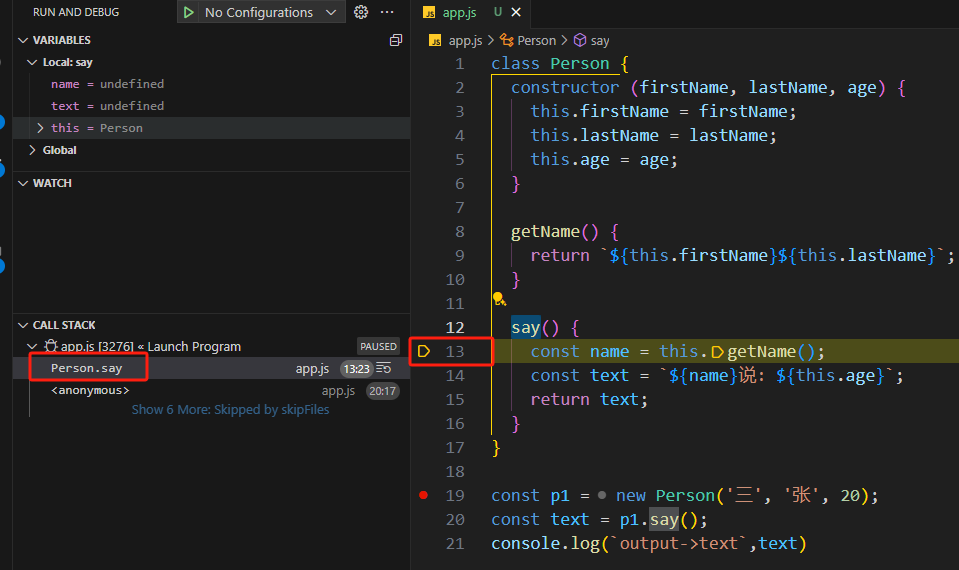 RUN AND DEBUG
No Configurations
VARIABLES
Local: say
name = undefined
text = undefined
this = Person
Global
WATCH
CALL STACK
app.js [3276] « Launch Program PAUSED
Person.say app.js 13:23
<anonymous> app.js 20:17
Show 6 More: Skipped by skipFiles
JS app.js U
JS app.js > Person > say
1 class Person {
2 constructor (firstName, lastName, age) {
3 this.firstName = firstName;
4 this.lastName = lastName;
5 this.age = age;
6 }
7
8 getName() {
9 return `${this.firstName}${this.lastName}`;
10 }
11
12 say() {
13 const name = this.getName();
14 const text = `${name}说: ${this.age}`;
15 return text;
16 }
17 }
18
19 const p1 = new Person('三', '张', 20);
20 const text = p1.say();
21 console.log(`output->text`,text)